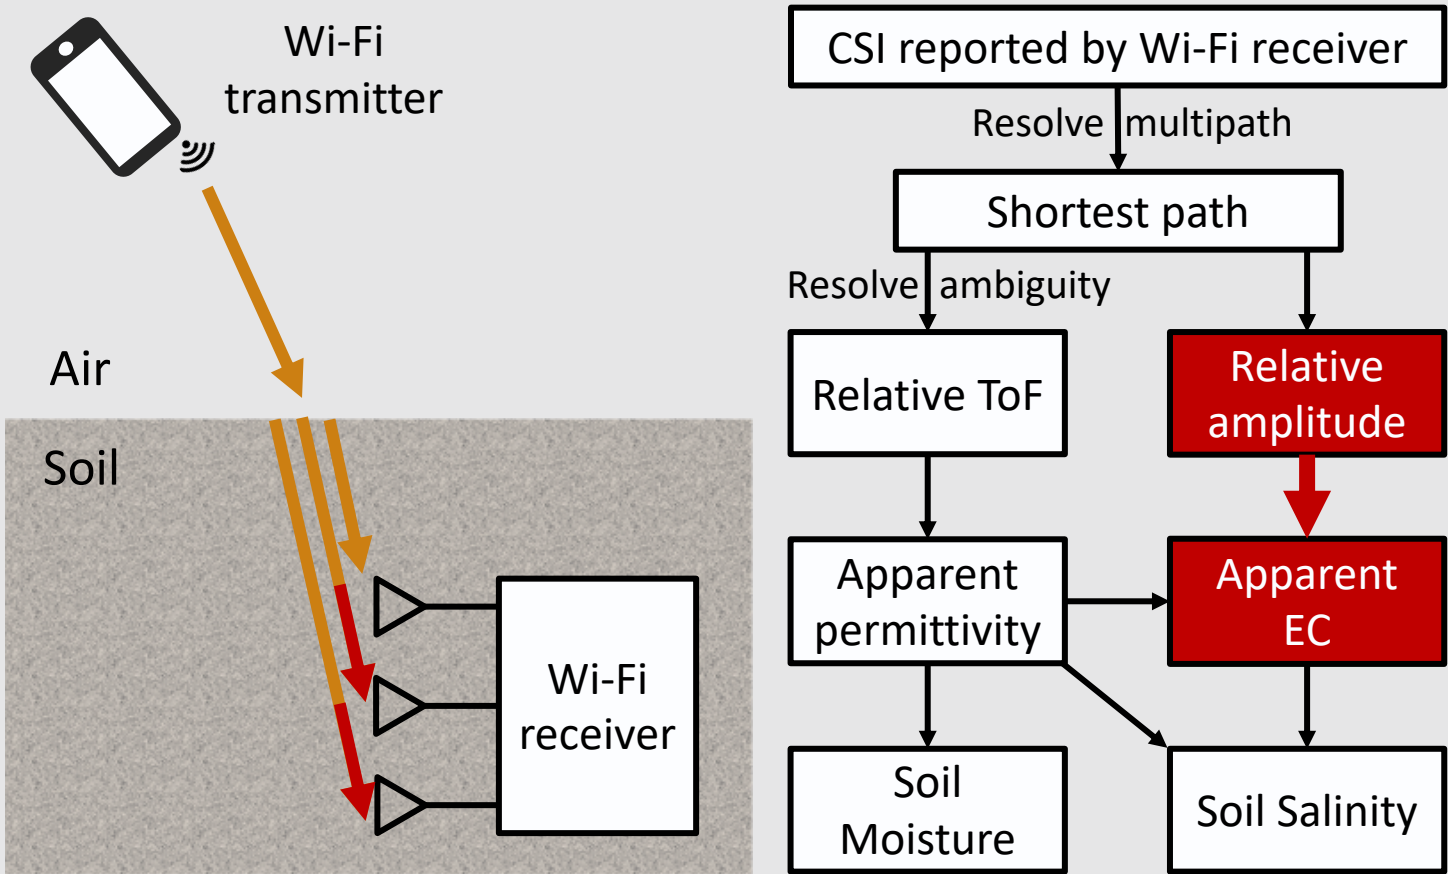 Wi-Fi
transmitter
Air
Soil
Wi-Fi
receiver
CSI reported by Wi-Fi receiver
Resolve multipath
Shortest path
Resolve ambiguity
Relative ToF
Relative
amplitude
Apparent
permittivity
Apparent
EC
Soil
Moisture
Soil Salinity